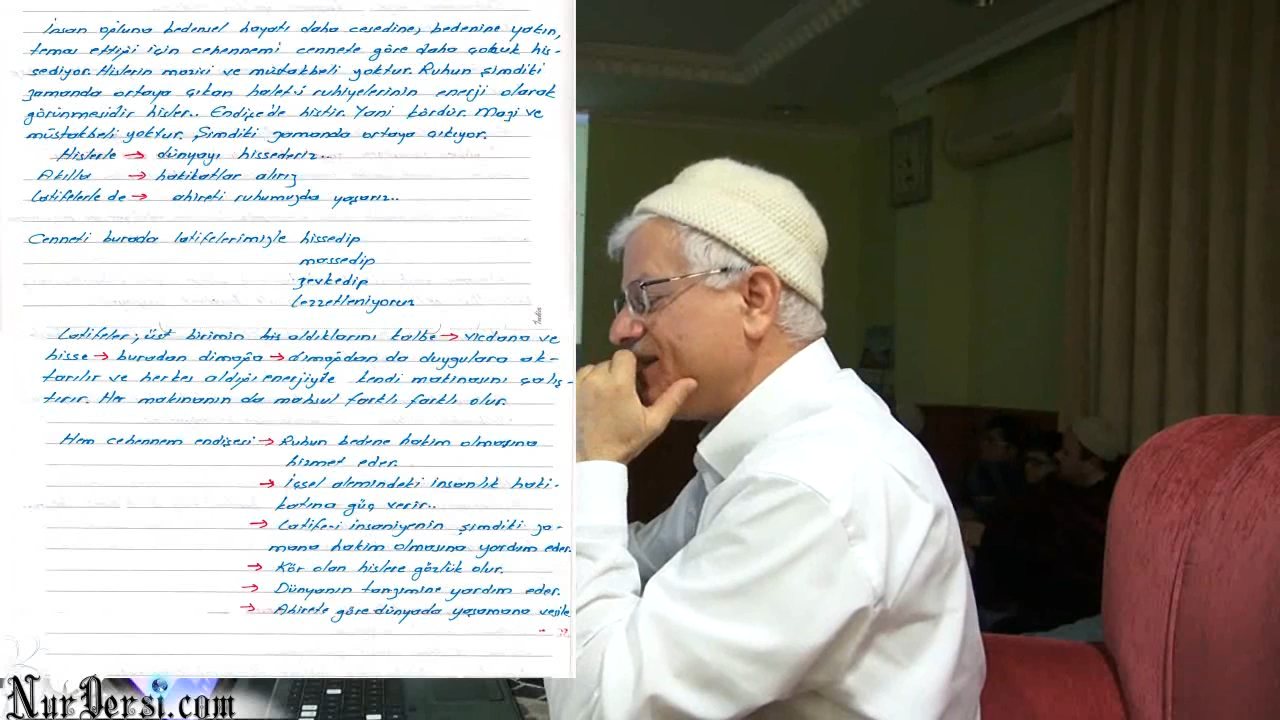 İnsan oğluna bedensel hayatı daha cesedine, bedenine yakın,
temas ettiği için cehennemi cennete göre daha çabuk his-
sediyor. Hislerin mazisi ve müstakbeli yoktur. Ruhun şimdiki
zamanda ortaya çıkan halet-i ruhiyelerinin enerji olarak
görünmesidir hisler.. Endişe'de histir. Yani kördür. Mazi ve
müstakbeli yoktur. Şimdiki zamanda ortaya çıkıyor.
Hislerle → dünyayı hissederiz...
Akılla → hakikatlar alırız
Latifelerle de → ahireti ruhumuzda yaşarız..
Cenneti burada latifelerimizle hissedip
massedip
zevkedip
lezzetleniyoruz
Latifeler; üst birimin his aldıklarını kalbe → vicdana ve
hisse → buradan dimağa → dimağdan da duygulara ak-
tarılır ve herkes aldığı enerjiyle kendi makinasını çalış-
tırır. Her makinanın da mahsul farklı farklı olur.
Hem cehennem endişesi → Ruhun bedene hakim olmasına
hizmet eder.
→ İçsel alemindeki insanlık haki-
katına güç verir..
→ Latife-i insaniyenin şimdiki za-
mana hakim olmasına yardım eder.
→ Kör olan hislere gözlük olur.
→ Dünyanın tanzimine yardım eder.
→ Ahirete göre dünyada yaşamana vesile
NurDersi.com